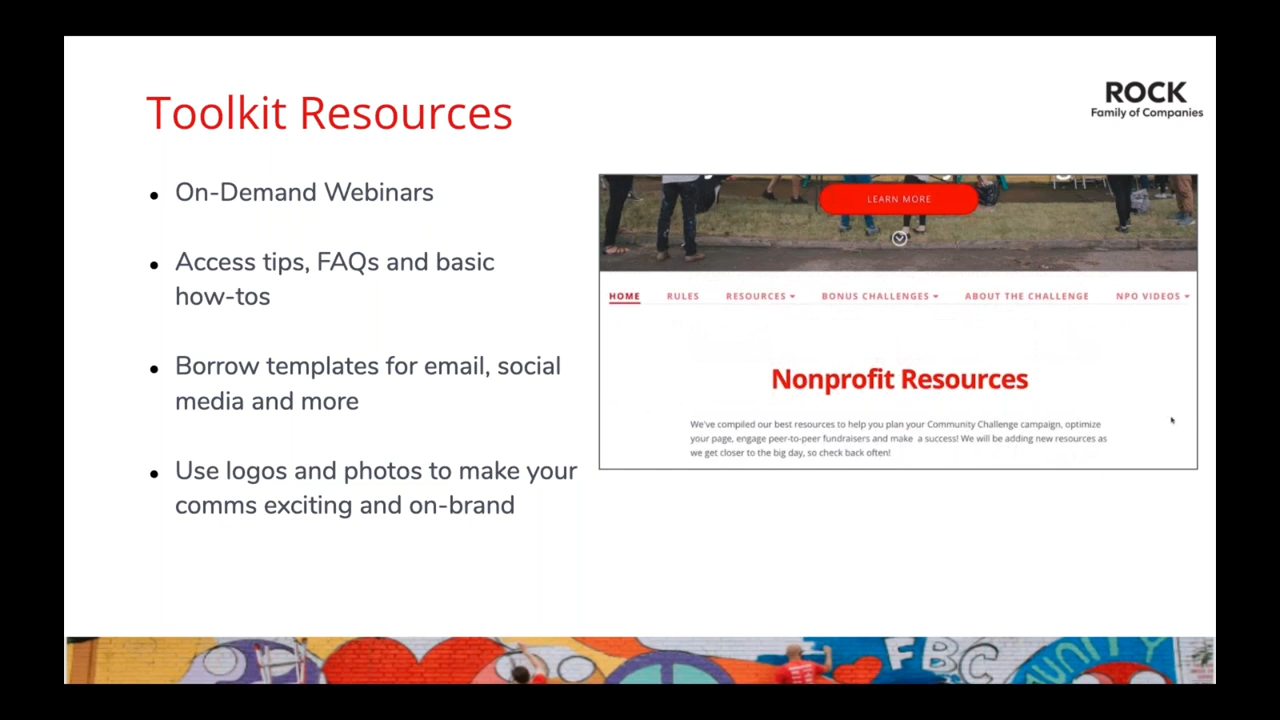 Toolkit Resources
ROCK
Family of Companies
• On-Demand Webinars
• Access tips, FAQs and basic
how-tos
• Borrow templates for email, social
media and more
• Use logos and photos to make your
comms exciting and on-brand
LEARN MORE
HOME RULES RESOURCES BONUS CHALLENGES ABOUT THE CHALLENGE NPO VIDEOS
Nonprofit Resources
We've compiled our best resources to help you plan your Community Challenge campaign, optimize
your page, engage peer-to-peer fundraisers and make a success! We will be adding new resources as
we get closer to the big day, so check back often!
FBC
UNITY